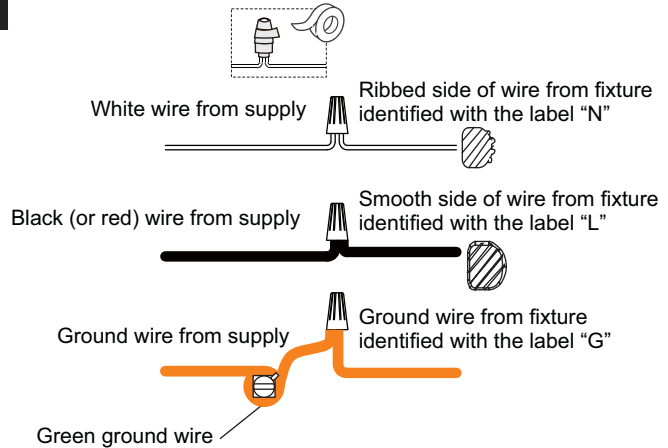 White wire from supply
Ribbed side of wire from fixture
identified with the label “N”
Black (or red) wire from supply
Smooth side of wire from fixture
identified with the label “L”
Ground wire from supply
Ground wire from fixture
identified with the label “G”
Green ground wire